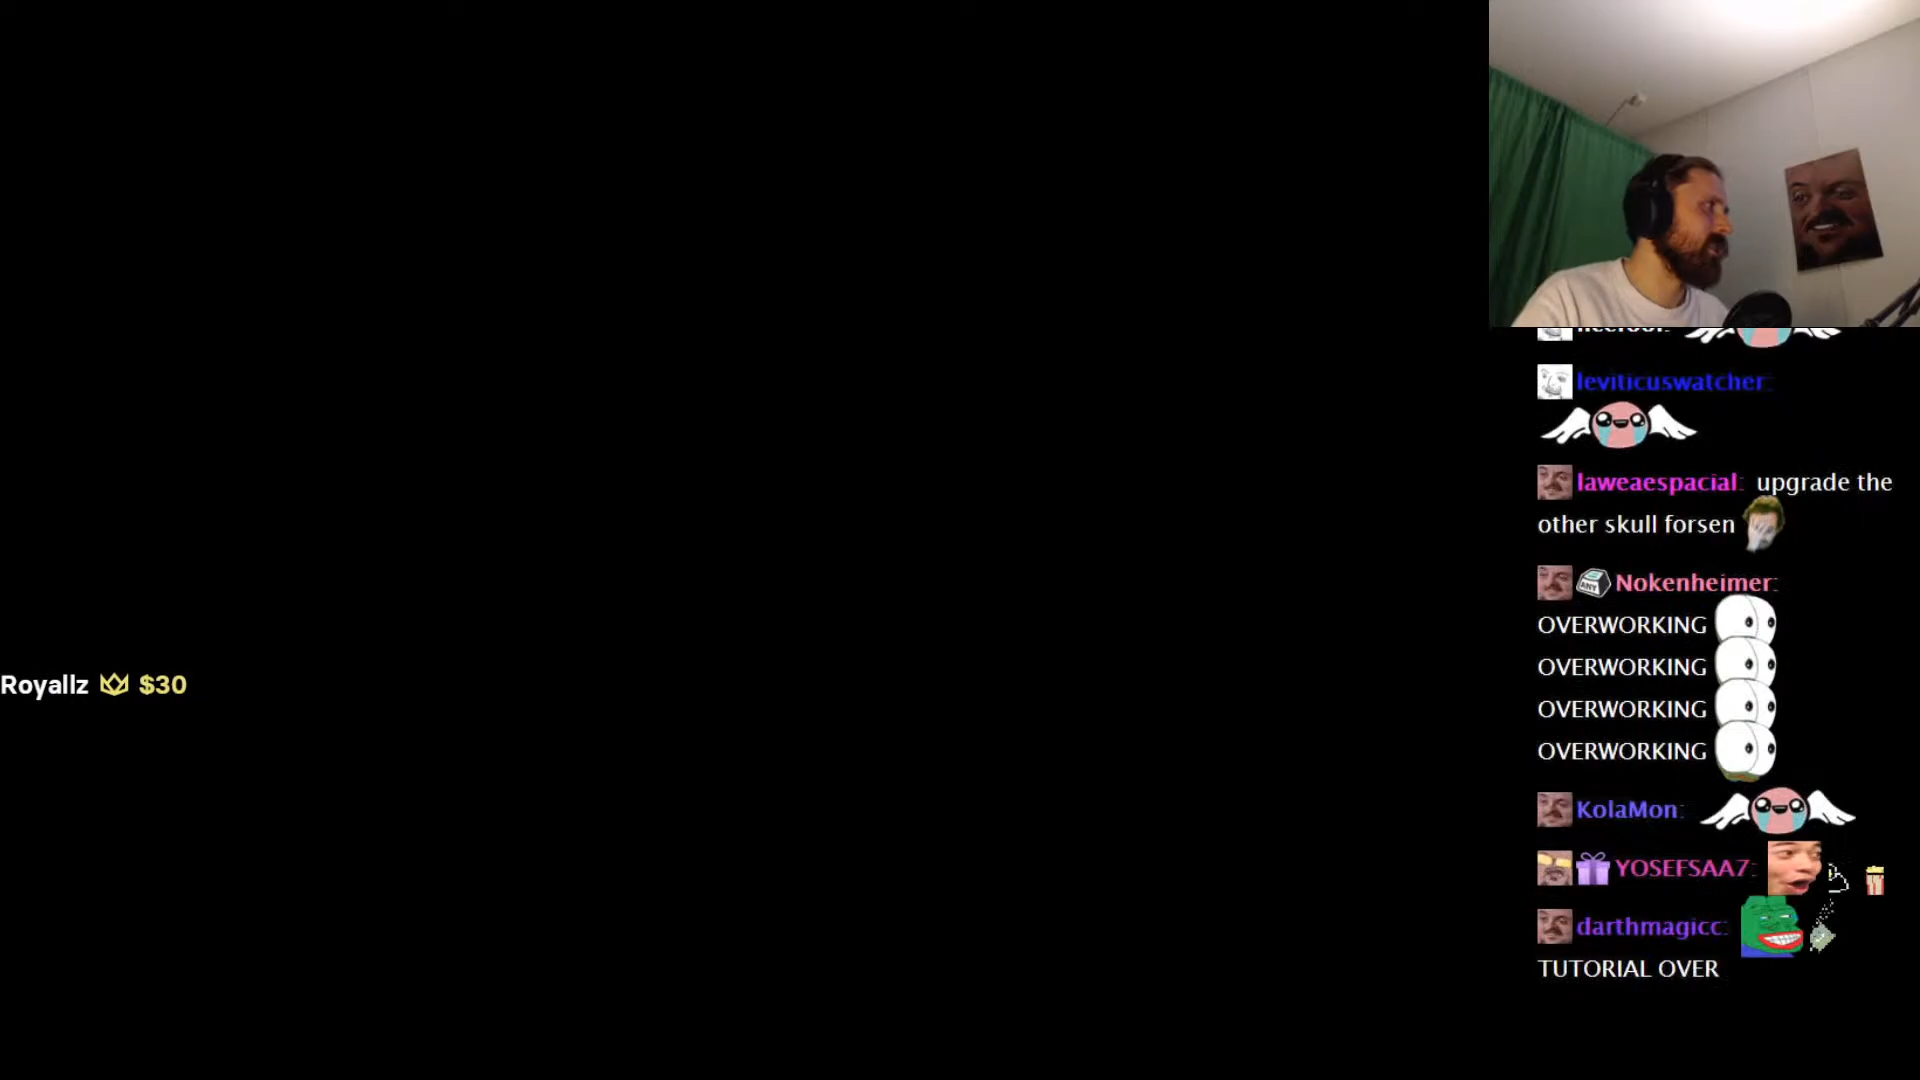 leviticuswatcher:
laweaespacial: upgrade the
other skull forsen
ANY Nokenheimer:
OVERWORKING
OVERWORKING
OVERWORKING
OVERWORKING
Royallz $30
KolaMon:
YOSEFSAA7:
darthmagicc:
TUTORIAL OVER